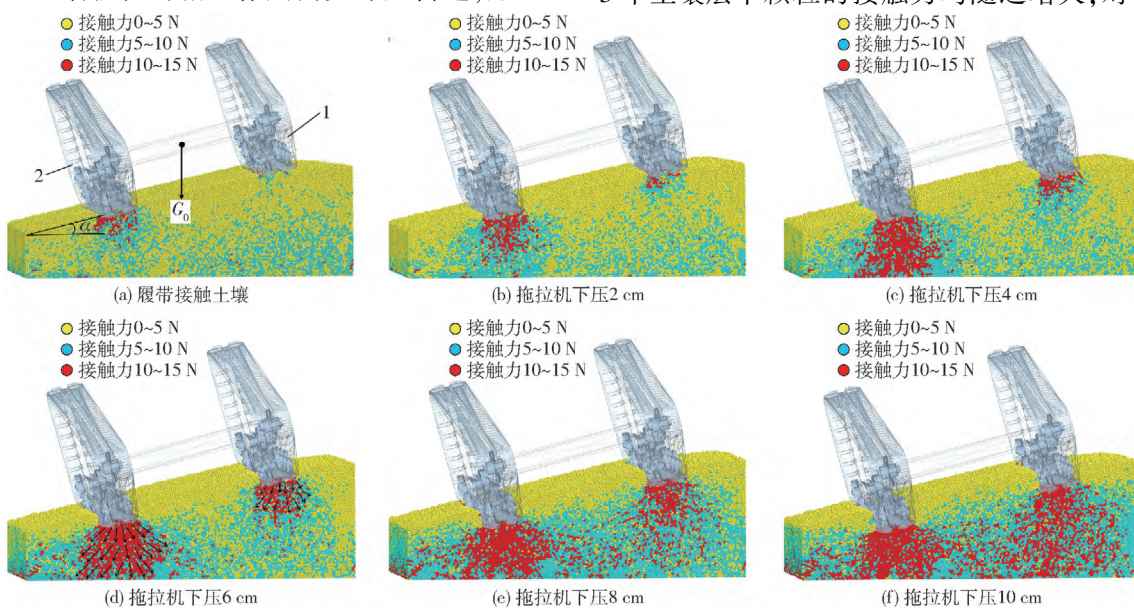 接触力0~5 N
接触力5~10 N
接触力10~15 N
1
2
G0
α
(a) 履带接触土壤
接触力0~5 N
接触力5~10 N
接触力10~15 N
(b) 拖拉机下压2 cm
接触力0~5 N
接触力5~10 N
接触力10~15 N
(c) 拖拉机下压4 cm
接触力0~5 N
接触力5~10 N
接触力10~15 N
(d) 拖拉机下压6 cm
接触力0~5 N
接触力5~10 N
接触力10~15 N
(e) 拖拉机下压8 cm
接触力0~5 N
接触力5~10 N
接触力10~15 N
(f) 拖拉机下压10 cm